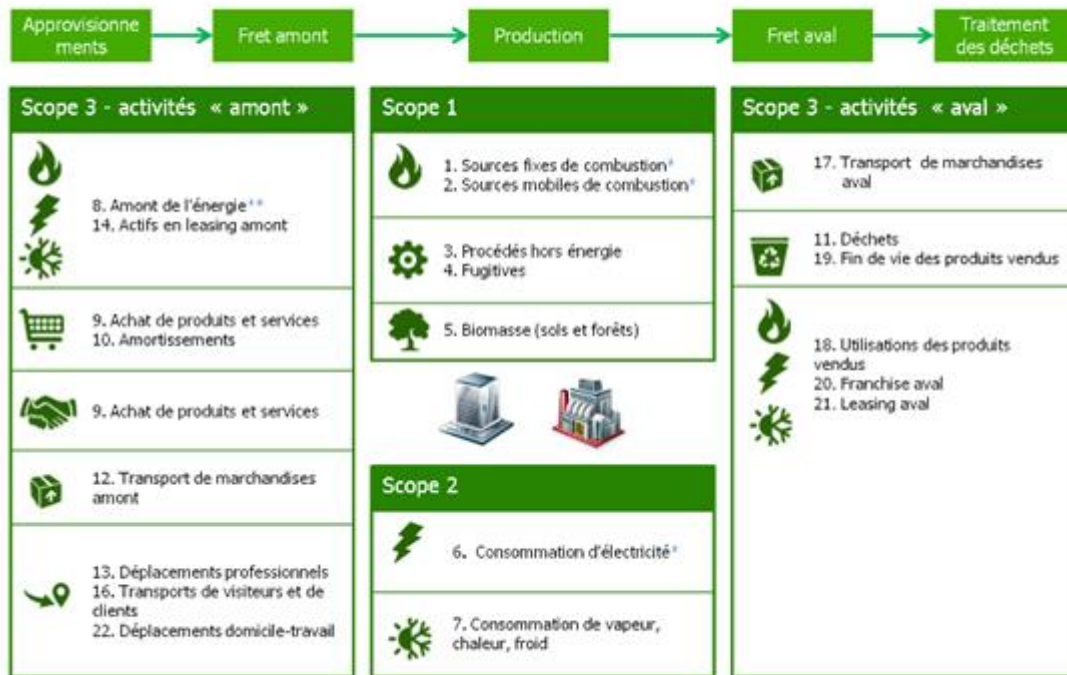 Approvisionne
ments
Fret amont
Production
Fret aval
Traitement
des déchets
Scope 3 - activités « amont »
8. Amont de l'énergie**
14. Actifs en leasing amont
9. Achat de produits et services
10. Amortissements
9. Achat de produits et services
12. Transport de marchandises
amont
13. Déplacements professionnels
16. Transports de visiteurs et de
clients
22. Déplacements domicile-travail
Scope 1
1. Sources fixes de combustion*
2. Sources mobiles de combustion*
3. Procédés hors énergie
4. Fugitives
5. Biomasse (sols et forêts)
Scope 2
6. Consommation d'électricité*
7. Consommation de vapeur,
chaleur, froid
Scope 3 - activités « aval »
17. Transport de marchandises
aval
11. Déchets
19. Fin de vie des produits vendus
18. Utilisations des produits
vendus
20. Franchise aval
21. Leasing aval